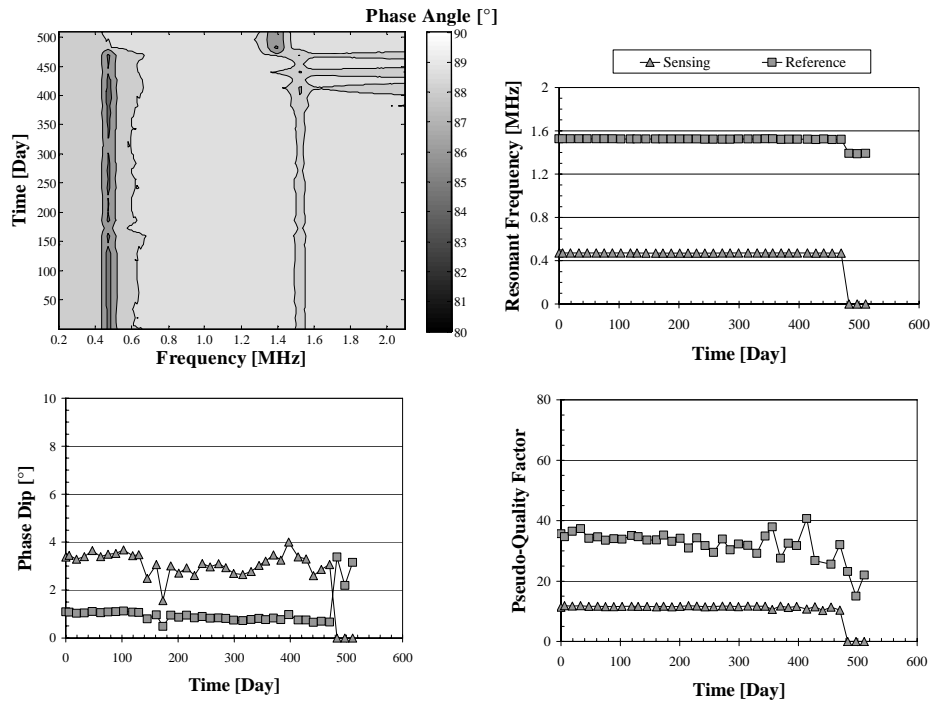 Phase Angle [°]
500
450
400
350
300
250
200
150
100
50
Time [Day]
0.2 0.4 0.6 0.8 1.0 1.2 1.4 1.6 1.8 2.0
Frequency [MHz]
90
89
88
87
86
85
84
83
82
81
80
Sensing Reference
2
1.6
1.2
0.8
0.4
0
Resonant Frequency [MHz]
0 100 200 300 400 500 600
Time [Day]
10
8
6
4
2
0
Phase Dip [°]
0 100 200 300 400 500 600
Time [Day]
80
60
40
20
0
Pseudo-Quality Factor
0 100 200 300 400 500 600
Time [Day]